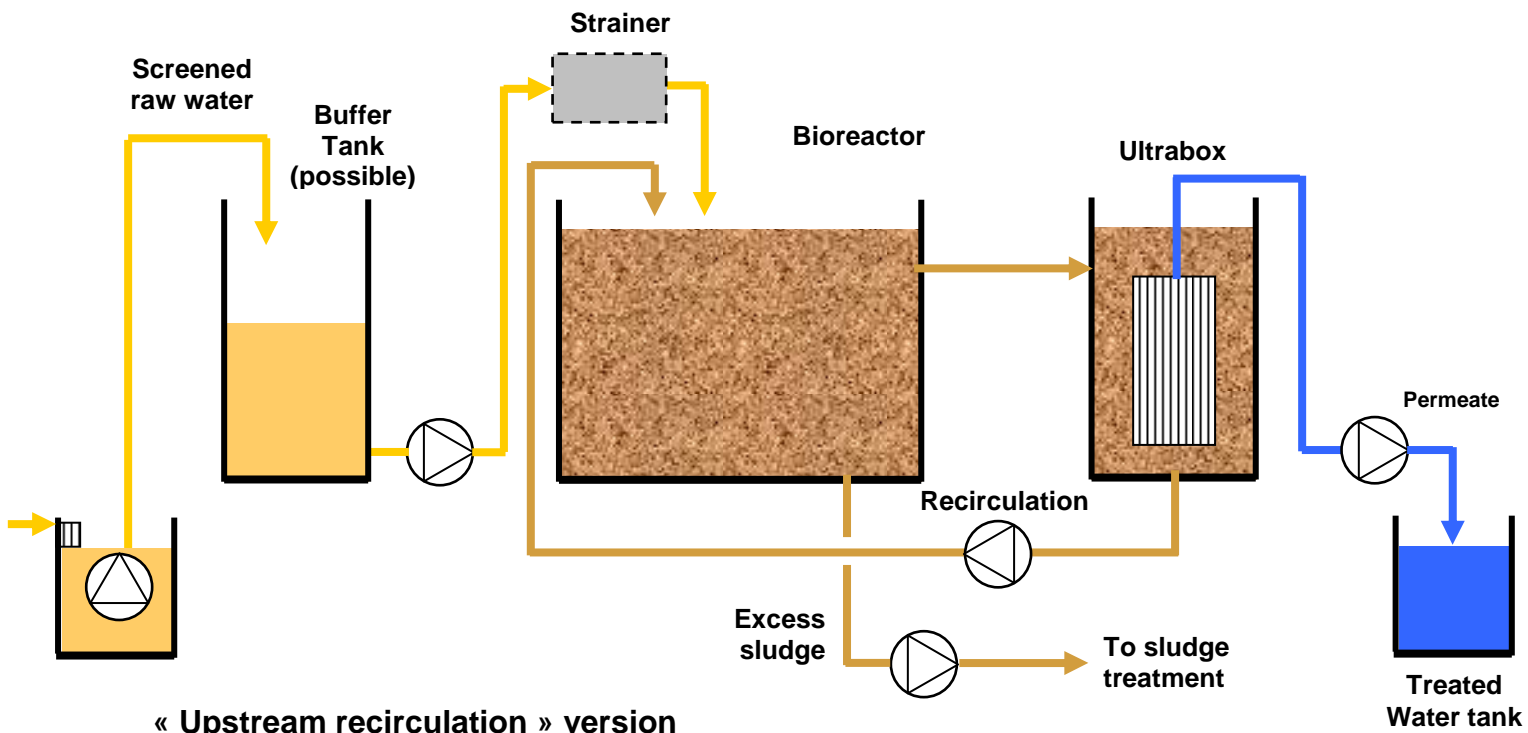 Strainer
Screened
raw water
Buffer
Tank
(possible)
Bioreactor
Ultrabox
Permeate
Recirculation
Excess
sludge
To sludge
treatment
Treated
Water tank
« Upstream recirculation » version